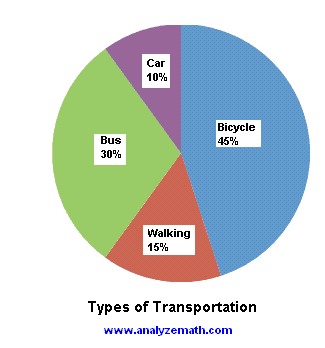 Car
10%
Bicycle
45%
Bus
30%
Walking
15%
Types of Transportation
www.analyzemath.com